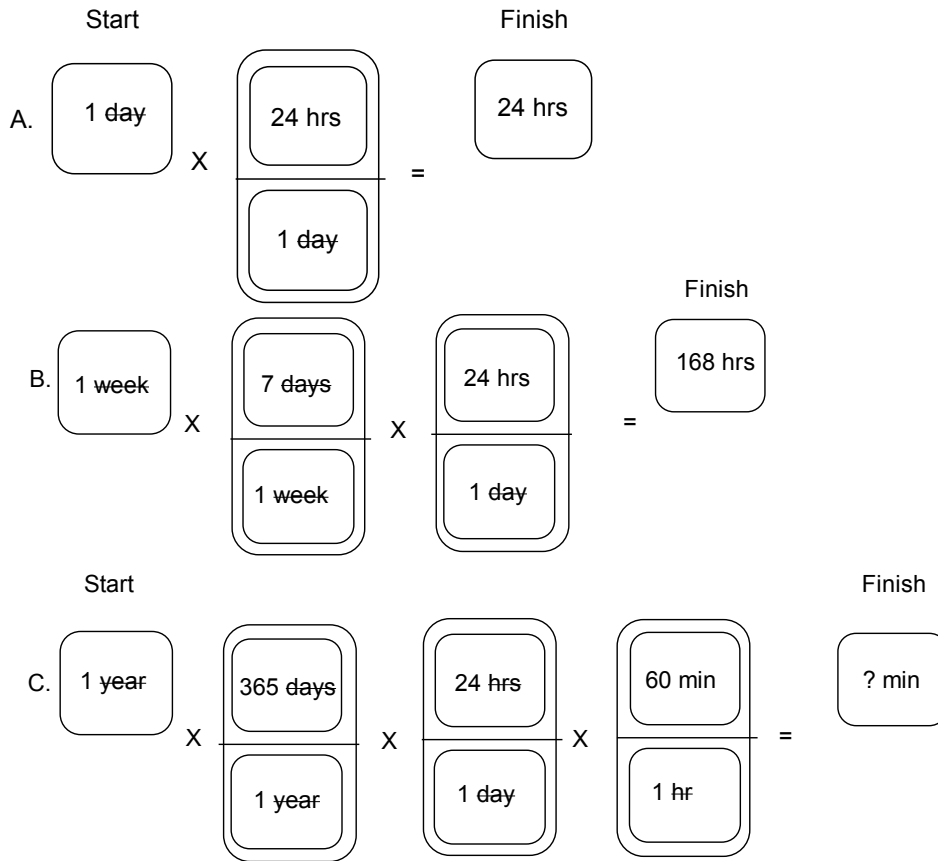 Start Finish
A. 1 day X 24 hrs = 24 hrs
1 day
Finish
B. 1 week X 7 days X 24 hrs = 168 hrs
1 week 1 day
Start Finish
C. 1 year X 365 days X 24 hrs X 60 min = ? min
1 year 1 day 1 hr